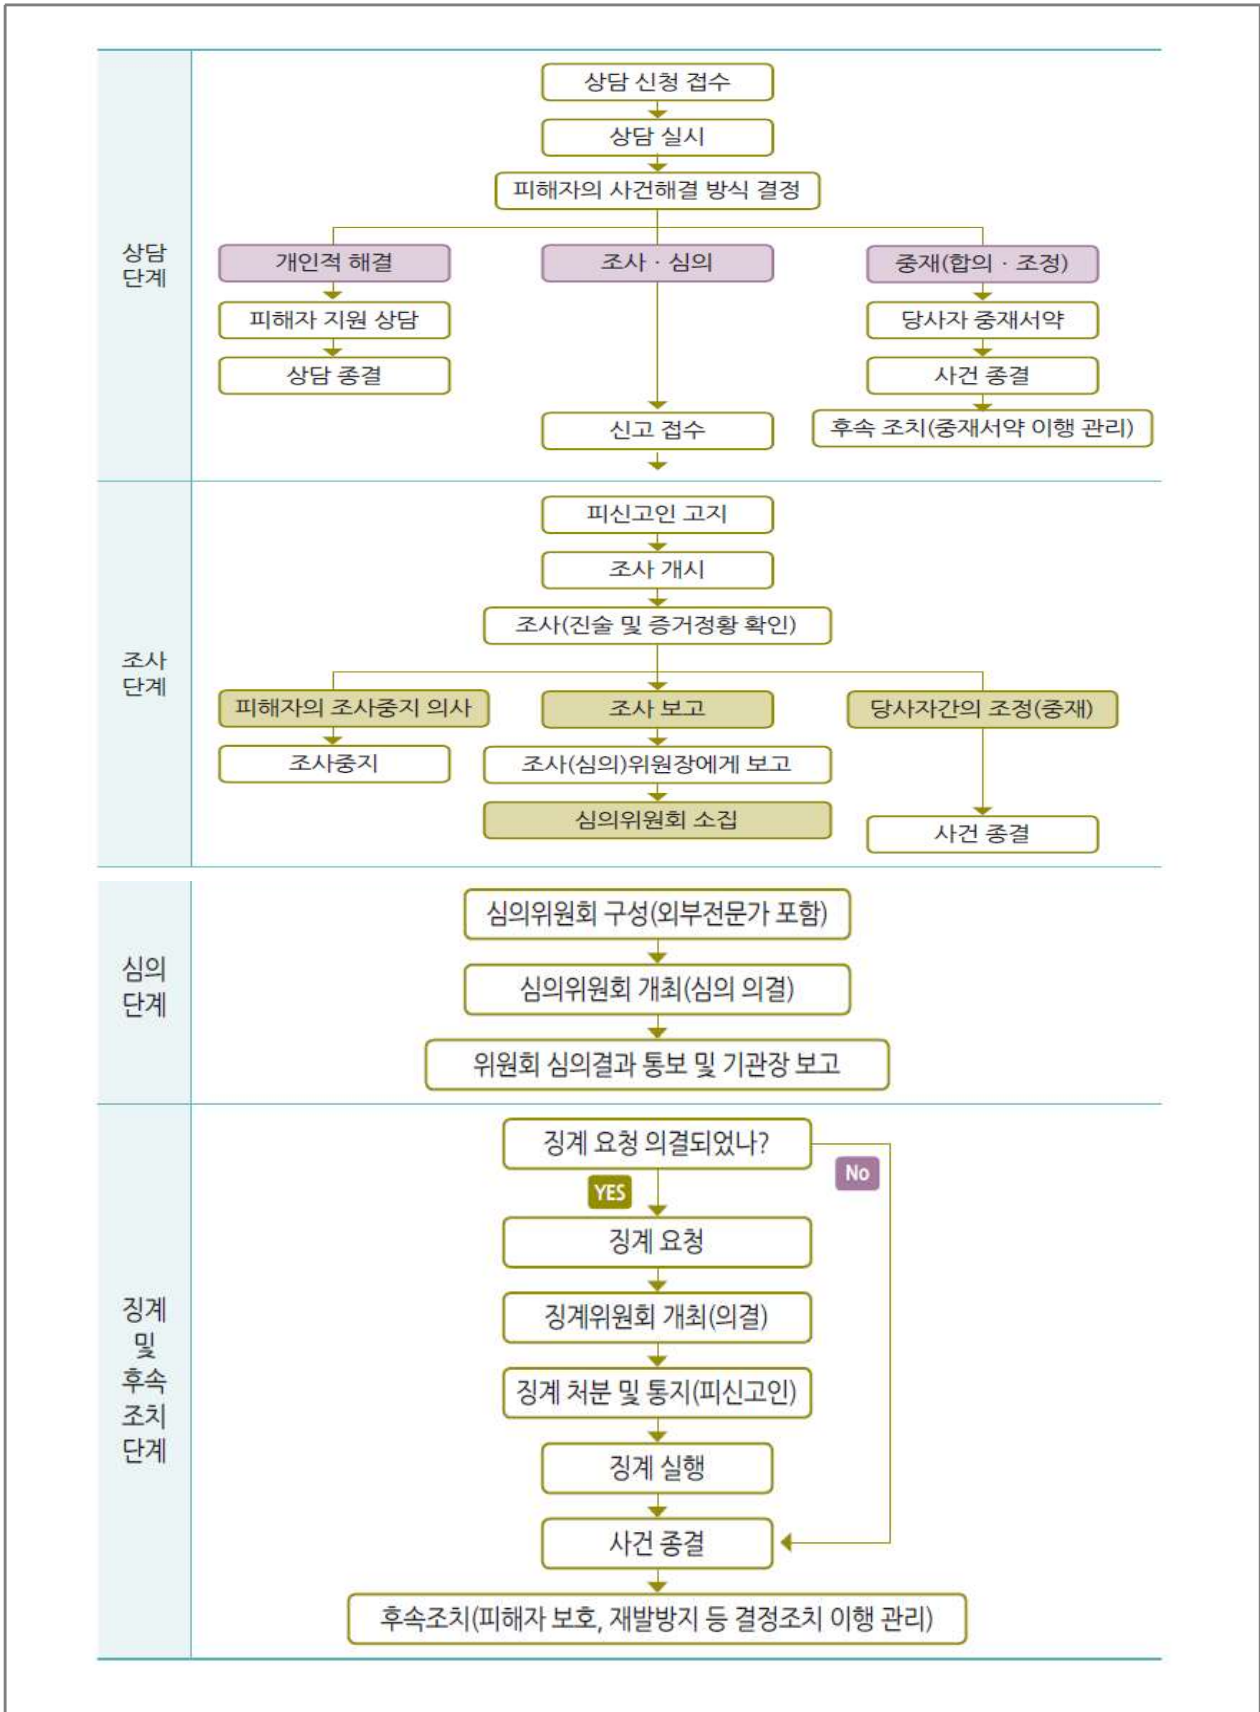 상담
단계
상담 신청 접수
상담 실시
피해자의 사건해결 방식 결정
개인적 해결
조사 · 심의
중재(합의 · 조정)
피해자 지원 상담
당사자 중재서약
상담 종결
사건 종결
신고 접수
후속 조치(중재서약 이행 관리)
조사
단계
피신고인 고지
조사 개시
조사(진술 및 증거정황 확인)
피해자의 조사중지 의사
조사 보고
당사자간의 조정(중재)
조사중지
조사(심의)위원장에게 보고
심의위원회 소집
사건 종결
심의
단계
심의위원회 구성(외부전문가 포함)
심의위원회 개최(심의 의결)
위원회 심의결과 통보 및 기관장 보고
징계
및
후속
조치
단계
징계 요청 의결되었나?
No
YES
징계 요청
징계위원회 개최(의결)
징계 처분 및 통지(피신고인)
징계 실행
사건 종결
후속조치(피해자 보호, 재발방지 등 결정조치 이행 관리)